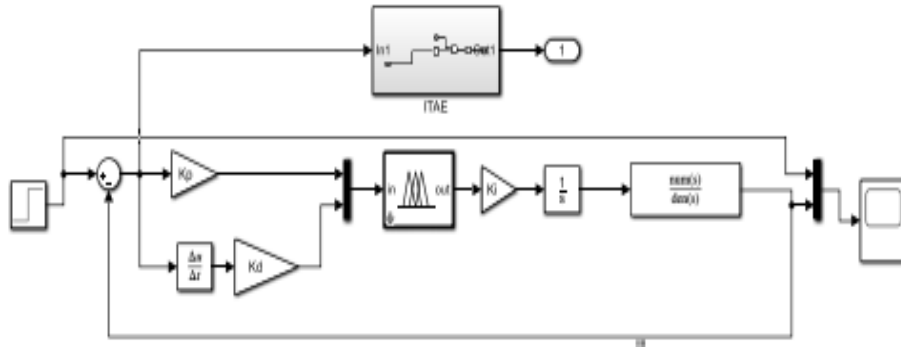 In1
Out1
1
ITAE
+
-
Kp
in
out
Ki
1
s
num(s)
den(s)
Δu
Δt
Kd